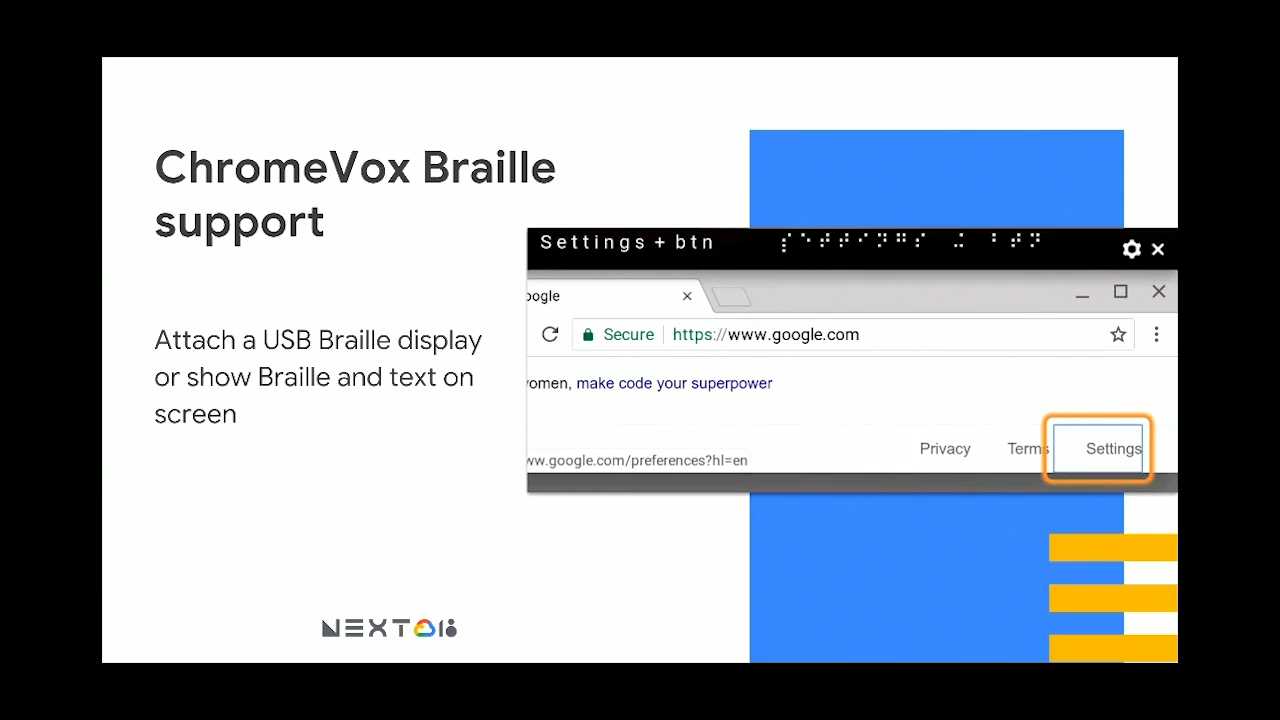 ChromeVox Braille
support
Attach a USB Braille display
or show Braille and text on
screen
Settings + btn
oogle
Secure https://www.google.com
omen, make code your superpower
Privacy Terms Settings
ww.google.com/preferences?hl=en
NEXT 18